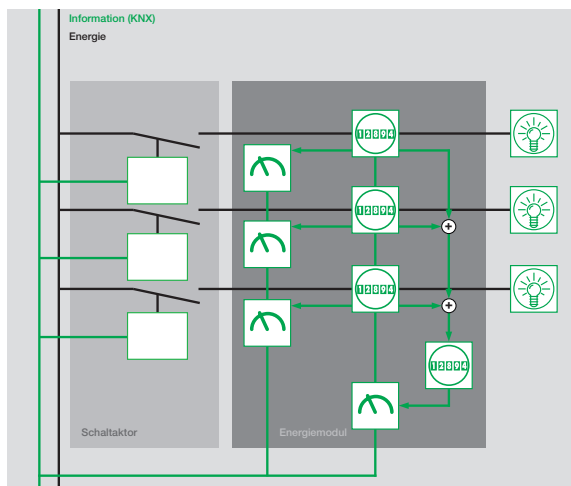 Information (KNX)
Energie
12894
12894
12894
12894
Schaltaktor
Energiemodul